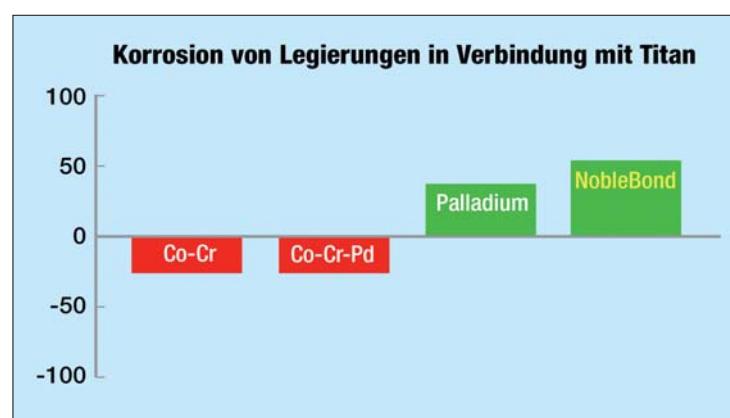 Korrosion von Legierungen in Verbindung mit Titan
100
50
0
-50
-100
Co-Cr
Co-Cr-Pd
Palladium
NobleBond